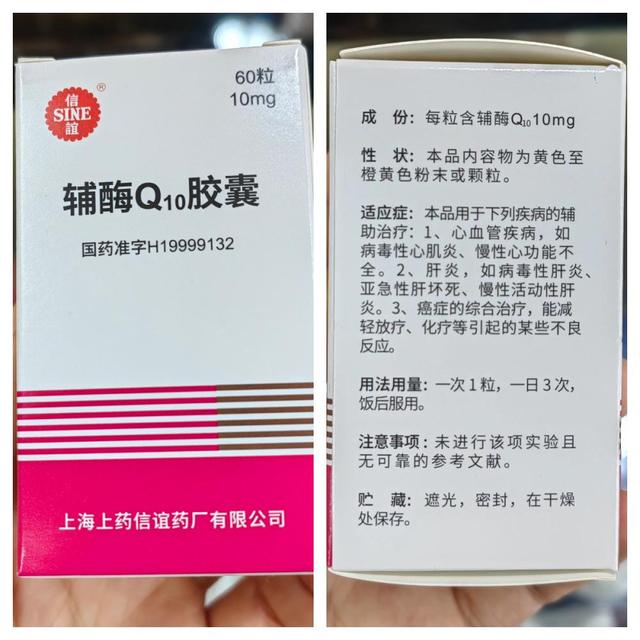 信
SINE
誼
®
60粒
10mg
辅酶Q10胶囊
国药准字H19999132
上海上药信谊药厂有限公司
成 份：每粒含辅酶Q10 10mg
性 状：本品内容物为黄色至
橙黄色粉末或颗粒。
适应症：本品用于下列疾病的辅
助治疗：1、心血管疾病，如
病毒性心肌炎、慢性心功能不
全。2、肝炎，如病毒性肝炎、
亚急性肝坏死、慢性活动性肝
炎。3、癌症的综合治疗，能减
轻放疗、化疗等引起的某些不良
反应。
用法用量：一次1粒，一日3次，
饭后服用。
注意事项：未进行该项实验且
无可靠的参考文献。
贮 藏：遮光，密封，在干燥
处保存。